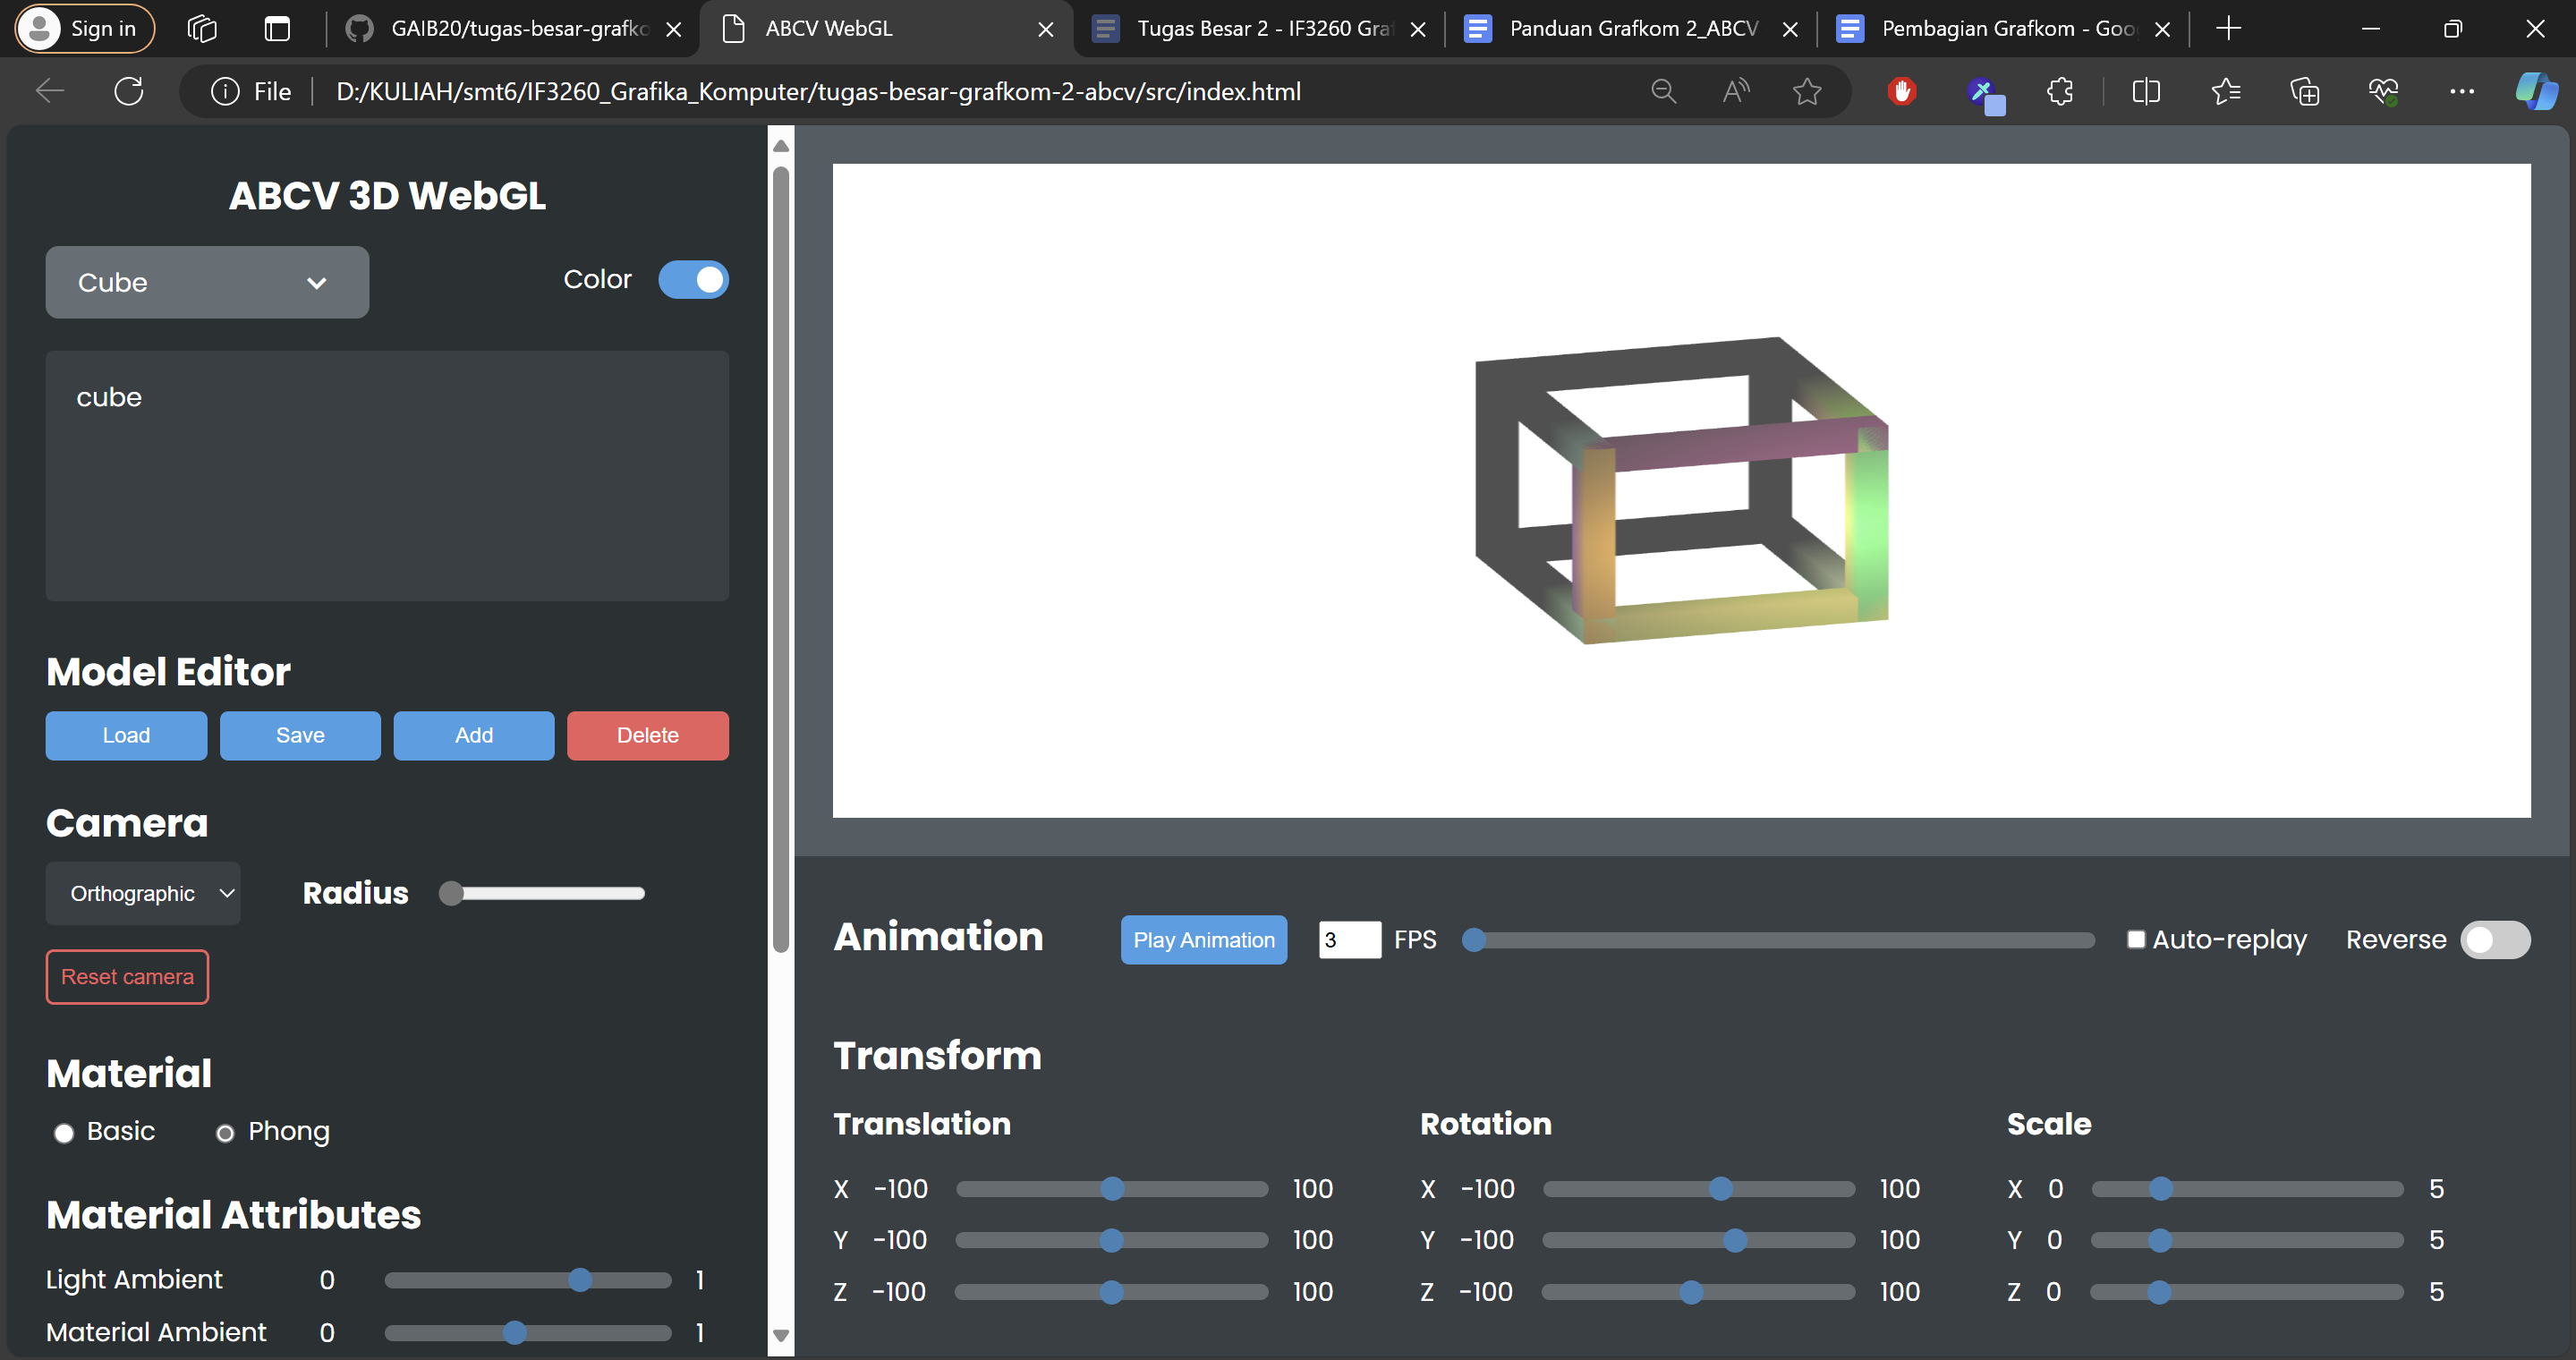 Sign in
GAIB20/tugas-besar-grafko
ABCV WebGL
Tugas Besar 2 - IF3260 Gra
Panduan Grafkom 2_ABCV
Pembagian Grafkom - Goo
File
D:/KULIAH/smt6/IF3260_Grafika_Komputer/tugas-besar-grafkom-2-abcv/src/index.html
ABCV 3D WebGL
Cube
Color
cube
Model Editor
Load Save Add Delete
Camera
Orthographic
Radius
Reset camera
Material
Basic Phong
Material Attributes
Light Ambient 0 1
Material Ambient 0 1
Animation
Play Animation
3 FPS
Auto-replay
Reverse
Transform
Translation
X -100 100
Y -100 100
Z -100 100
Rotation
X -100 100
Y -100 100
Z -100 100
Scale
X 0 5
Y 0 5
Z 0 5